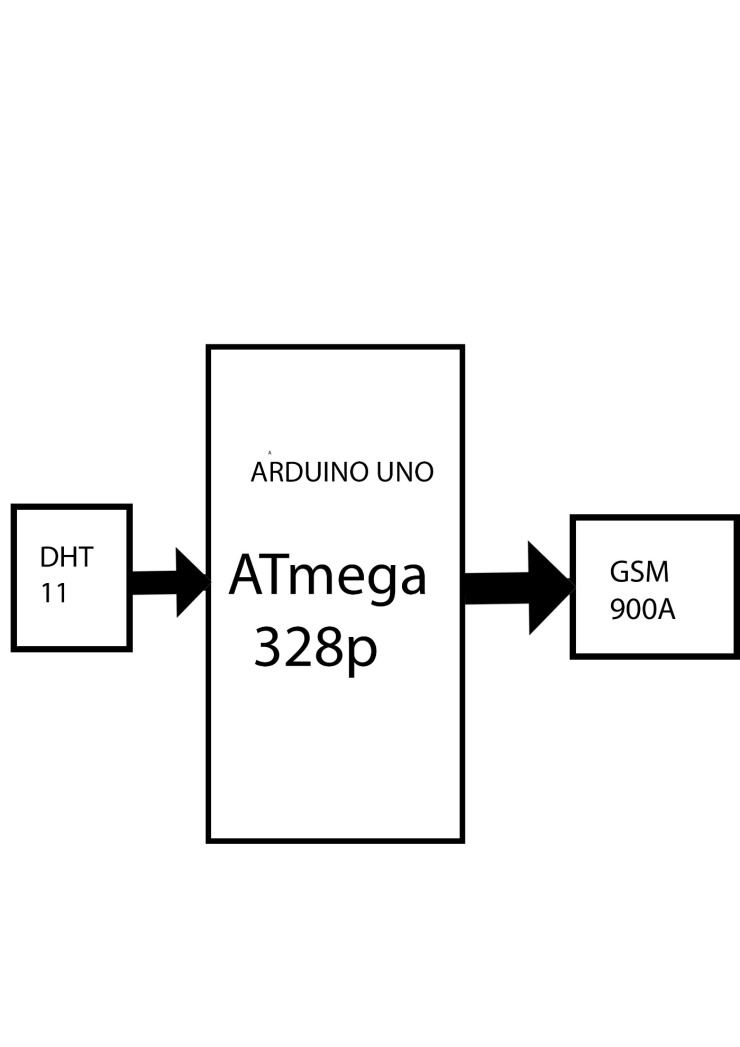 DHT
11
A
ARDUINO UNO
ATmega
328p
GSM
900A